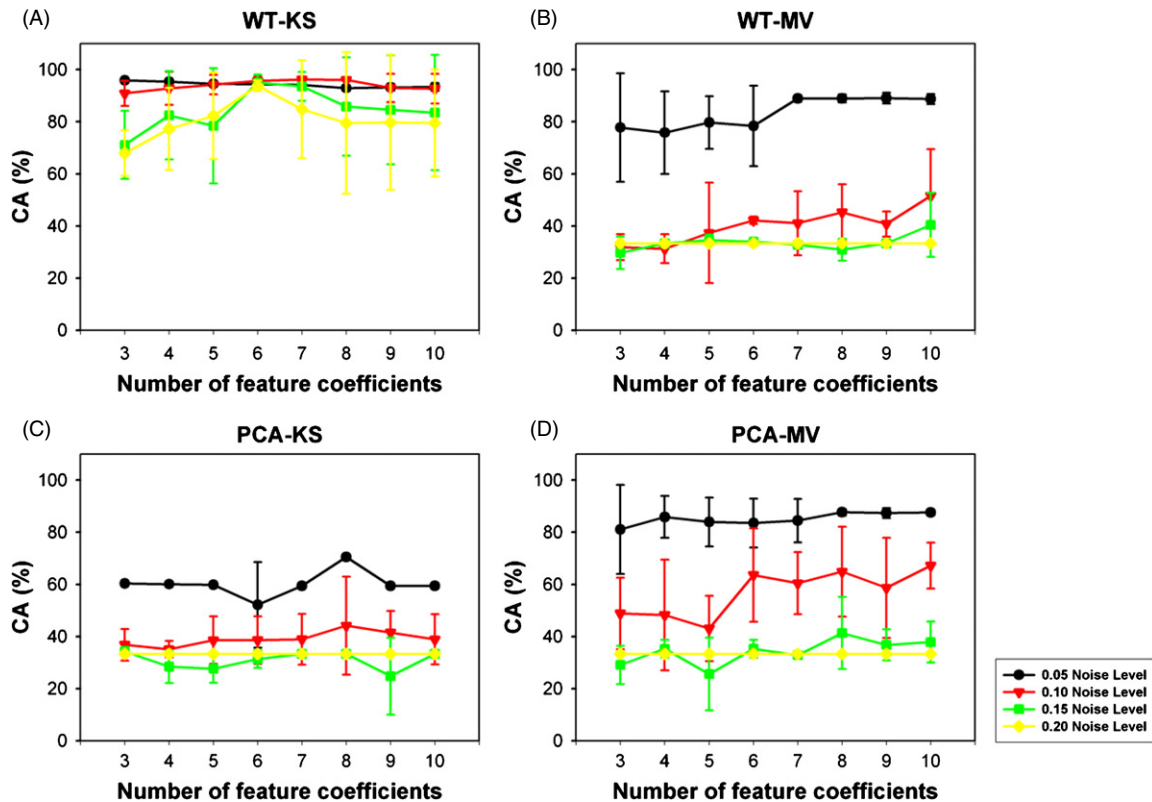 (A)
WT-KS
CA (%)
100
80
60
40
20
0
3 4 5 6 7 8 9 10
Number of feature coefficients
(B)
WT-MV
CA (%)
100
80
60
40
20
0
3 4 5 6 7 8 9 10
Number of feature coefficients
(C)
PCA-KS
CA (%)
100
80
60
40
20
0
3 4 5 6 7 8 9 10
Number of feature coefficients
(D)
PCA-MV
CA (%)
100
80
60
40
20
0
3 4 5 6 7 8 9 10
Number of feature coefficients
0.05 Noise Level
0.10 Noise Level
0.15 Noise Level
0.20 Noise Level